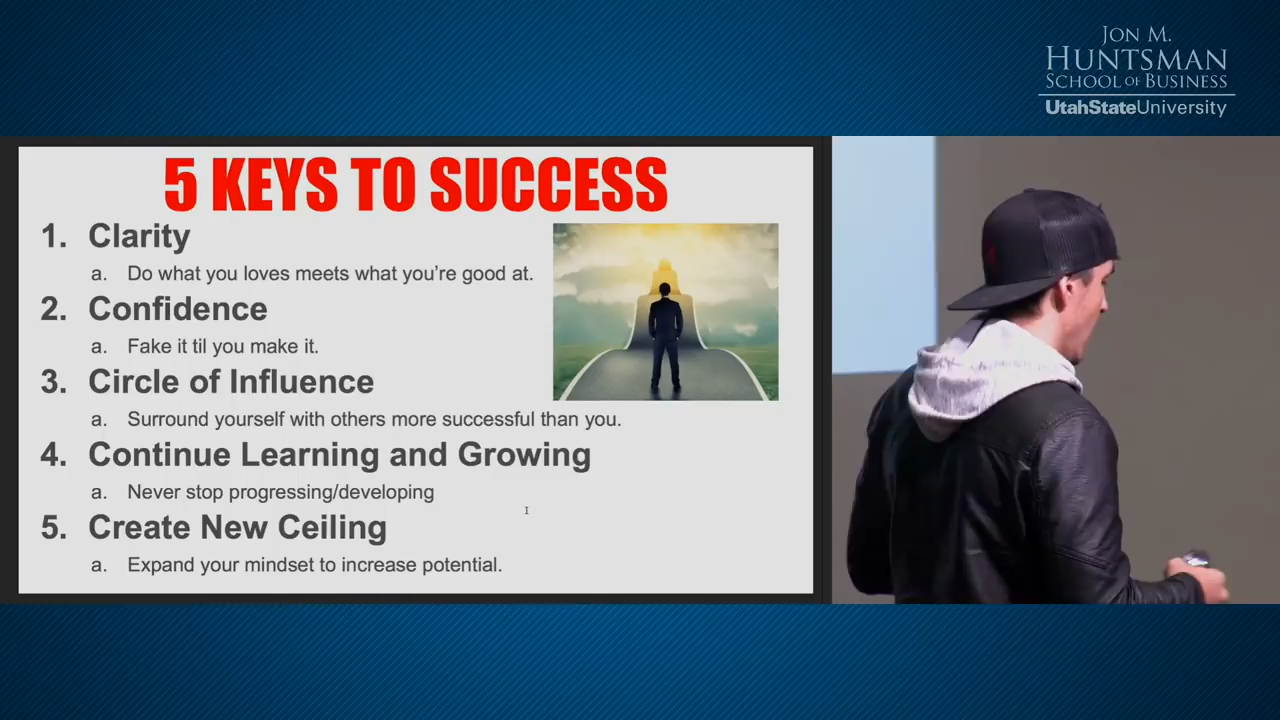 JON M.
HUNTSMAN
SCHOOL OF BUSINESS
UtahStateUniversity
5 KEYS TO SUCCESS
1. Clarity
a. Do what you loves meets what you’re good at.
2. Confidence
a. Fake it til you make it.
3. Circle of Influence
a. Surround yourself with others more successful than you.
4. Continue Learning and Growing
a. Never stop progressing/developing
5. Create New Ceiling
a. Expand your mindset to increase potential.